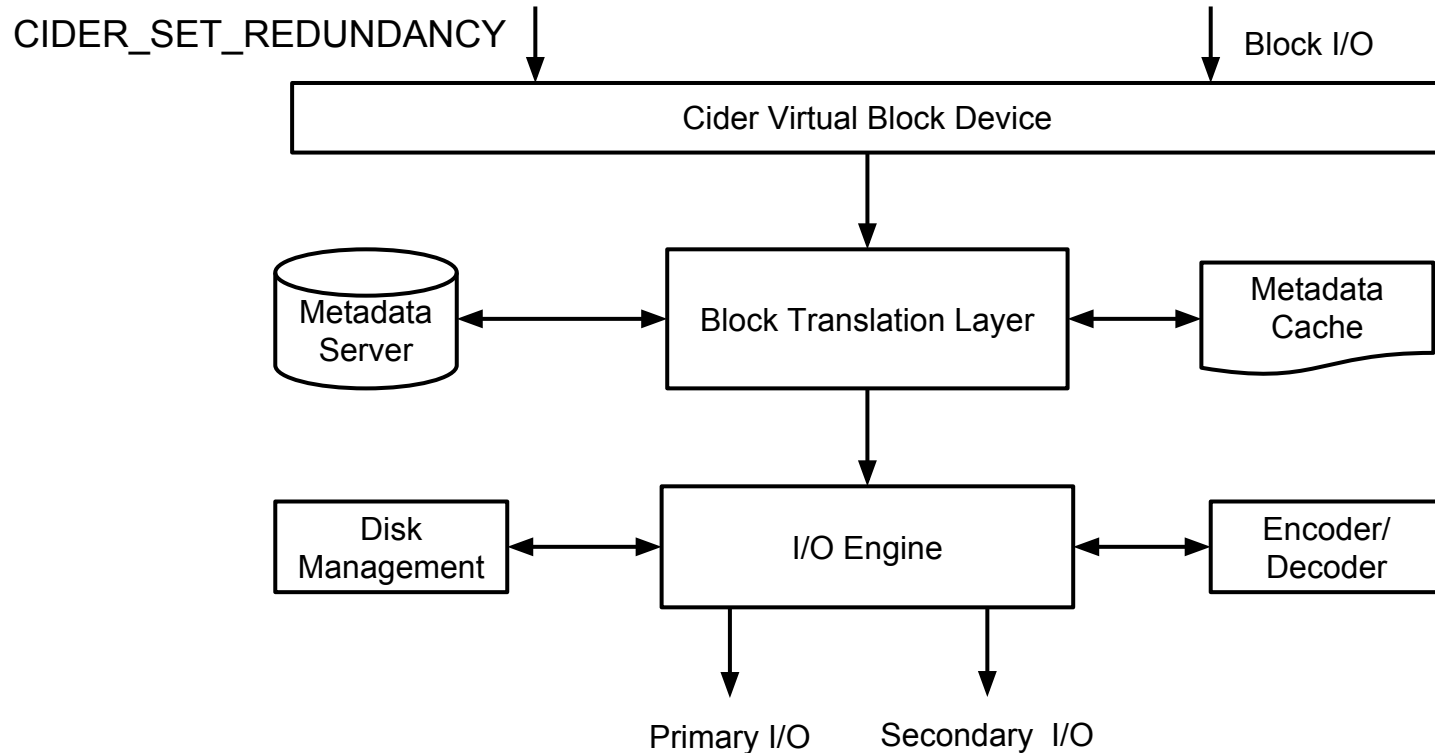 CIDER_SET_REDUNDANCY
Block I/O
Cider Virtual Block Device
Metadata
Server
Block Translation Layer
Metadata
Cache
Disk
Management
I/O Engine
Encoder/
Decoder
Primary I/O
Secondary I/O